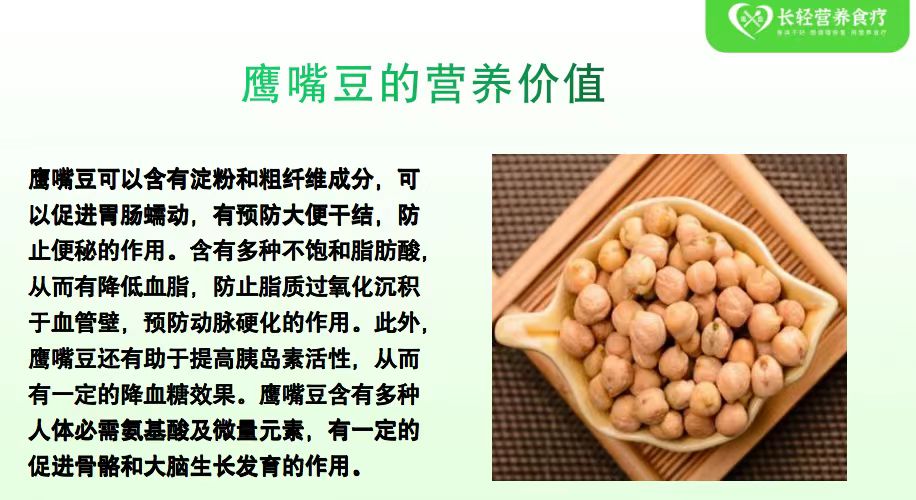 长轻营养食疗
鹰嘴豆的营养价值
鹰嘴豆可以含有淀粉和粗纤维成分，可
以促进胃肠蠕动，有预防大便干结，防
止便秘的作用。含有多种不饱和脂肪酸，
从而有降低血脂，防止脂质过氧化沉积
于血管壁，预防动脉硬化的作用。此外，
鹰嘴豆还有助于提高胰岛素活性，从而
有一定的降血糖效果。鹰嘴豆含有多种
人体必需氨基酸及微量元素，有一定的
促进骨骼和大脑生长发育的作用。